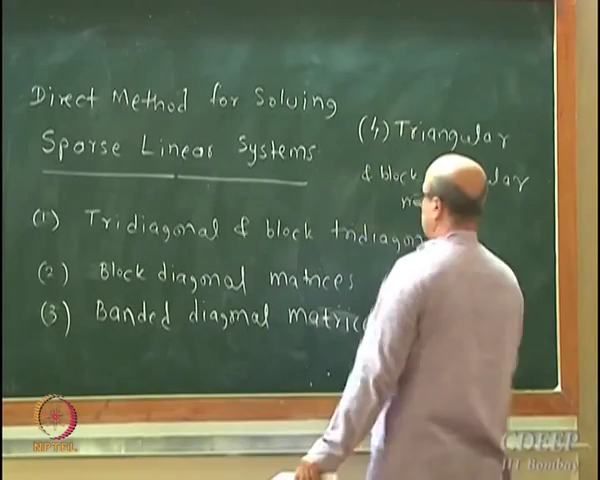 Direct Method for Solving
Sparse Linear Systems
(1) Tridiagonal & block tridiagona
(2) Block diagonal matrices
(3) Banded diagonal matric
(4) Triangular
& block
NPTEL
CDEEP
IIT Bombay